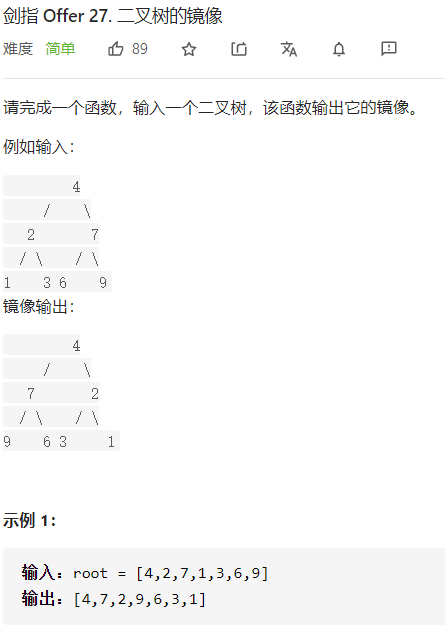 剑指 Offer 27. 二叉树的镜像
难度 简单 89
请完成一个函数，输入一个二叉树，该函数输出它的镜像。
例如输入：
4
/ \
2 7
/ \ / \
1 3 6 9
镜像输出：
4
/ \
7 2
/ \ / \
9 6 3 1
示例 1：
输入：root = [4,2,7,1,3,6,9]
输出：[4,7,2,9,6,3,1]